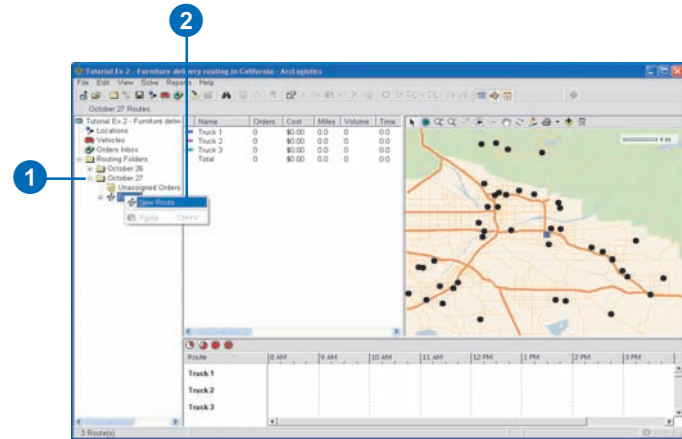 2
Tutorial Ex 2 - Furniture delivery routing in California - ArcLogistics
File Edit View Solve Reports Help
October 27 Routes
Tutorial Ex 2 - Furniture deliv
Locations
Vehicles
Orders Inbox
Routing Folders
October 26
1
October 27
Unassigned Orders
New Route
Paste
Name Orders Cost Miles Volume Time
Truck 1 0 $0.00 0.0 0 0.0
Truck 2 0 $0.00 0.0 0 0.0
Truck 3 0 $0.00 0.0 0 0.0
Total 0 $0.00 0.0 0 0.0
Route 8 AM 9 AM 10 AM 11 AM 12 PM 1 PM 2 PM 3 PM
Truck 1
Truck 2
Truck 3
3 Route(s)